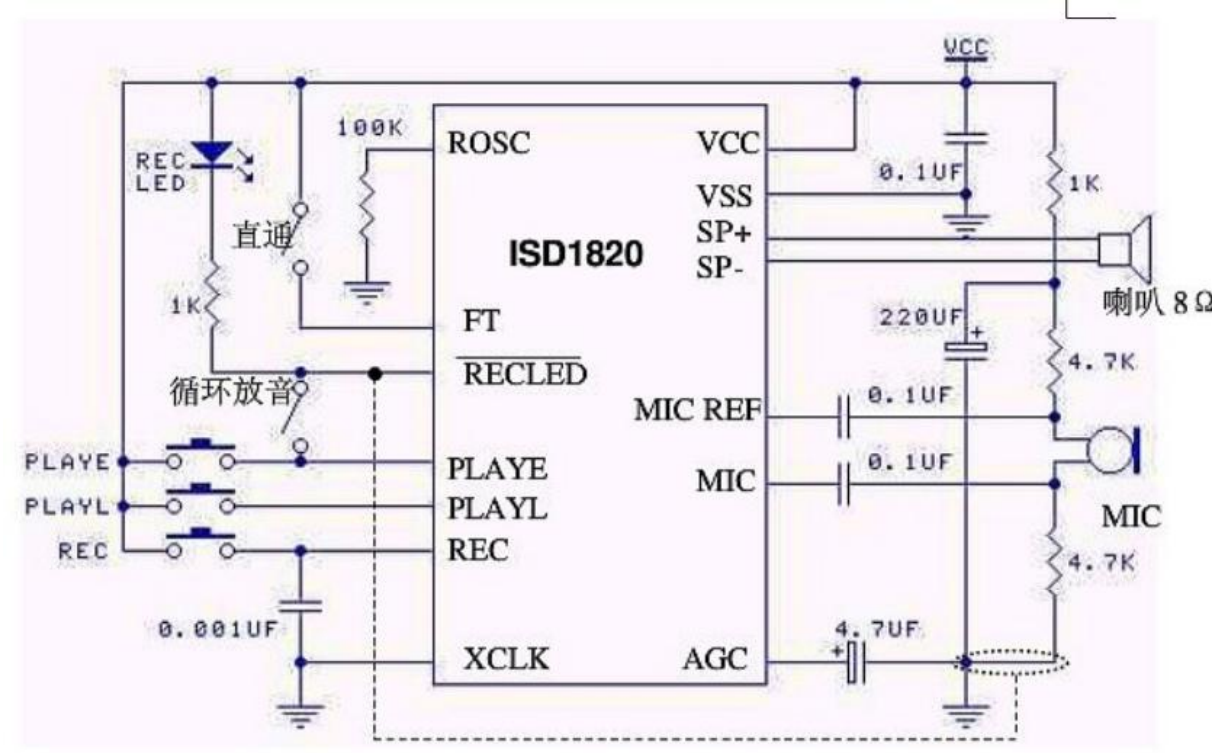 VCC
100K
ROSC
VCC
REC
LED
0.1UF
1K
VSS
直通
SP+
ISD1820
SP-
1K
喇叭 8Ω
FT
220UF
+
4.7K
RECLED
循环放音
0.1UF
MIC REF
PLAYE
PLAYE
0.1UF
MIC
PLAYL
PLAYL
MIC
REC
REC
4.7K
0.001UF
4.7UF
+
XCLK
AGC